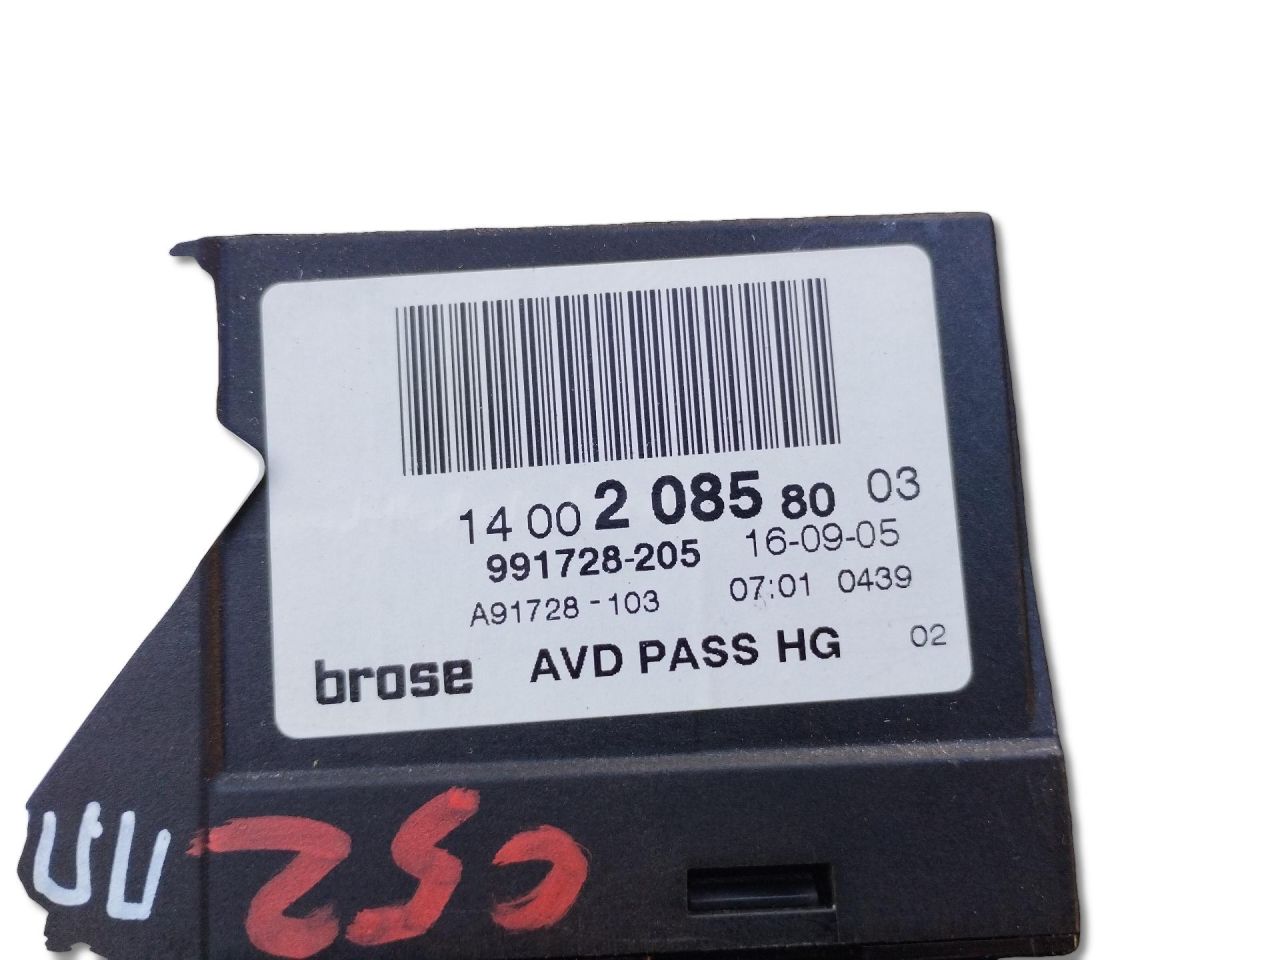 14 00 2 085 80 03
991728-205 16-09-05
A91728-103 07:01 0439
brose AVD PASS HG 02